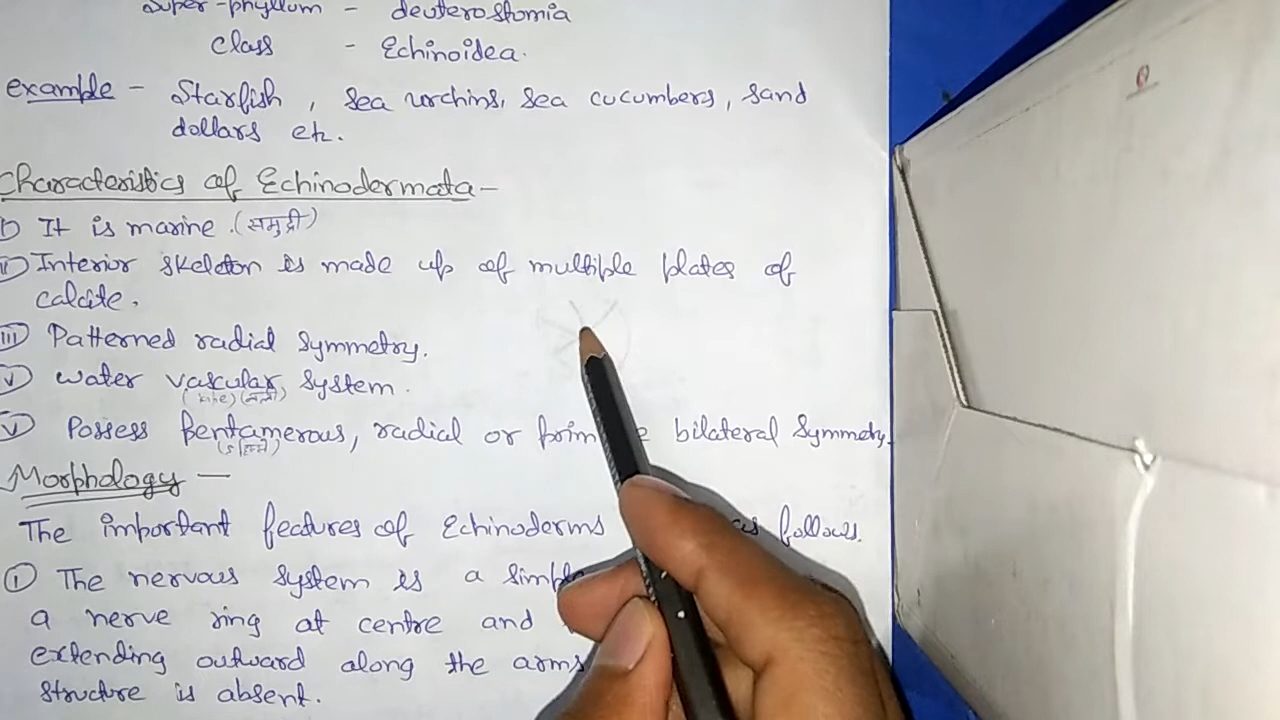 Super-phyllum - deuterostomia
class - Echinoidea.
example - Starfish, sea urchins, sea cucumbers, sand
dollars etc.
Characteristics of Echinodermata -
It is marine. (समुद्री)
Interior skeleton is made up of multiple plates of
calcite.
III Patterned radial symmetry.
Water vascular system.
Possess pentamerous, radial or bilateral symmetry
Morphology -
The important features of Echinoderms as follows.
① The nervous system is a simple
a nerve ring at centre and
extending outward along the arms
structure is absent.